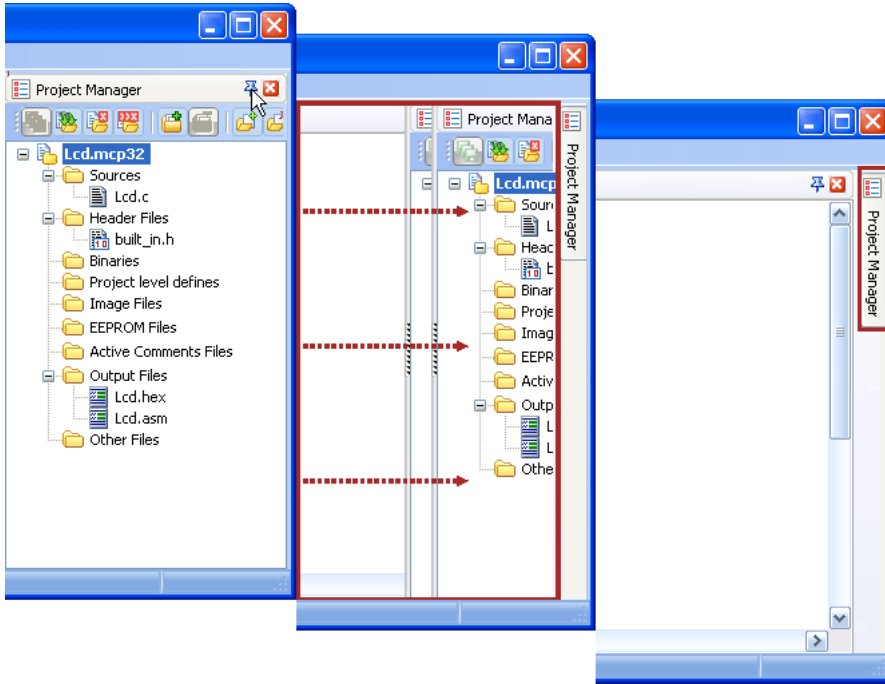 Project Manager
Lcd.mcp32
Sources
Lcd.c
Header Files
built_in.h
Binaries
Project level defines
Image Files
EEPROM Files
Active Comments Files
Output Files
Lcd.hex
Lcd.asm
Other Files
Project Mana
Lcd.mcp
Sour
L
Heac
b
Binar
Proje
Imag
EEPR
Activ
Outp
L
L
Othe
Project Manager
Project Manager